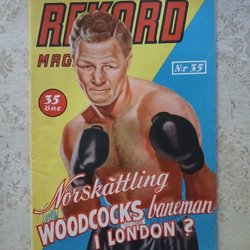 REKORD
MAG
Nr 35
35
ÖRE
Norskättling
WOODCOCKS baneman
I LONDON?